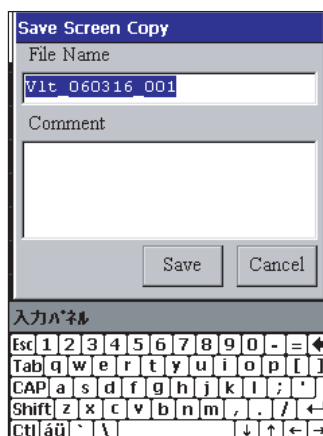 Save Screen Copy
File Name
Vlt_060316_001
Comment
Save Cancel
入力パネル
Esc 1 2 3 4 5 6 7 8 9 0 - = ←
Tab q w e r t y u i o p [ ]
CAP a s d f g h j k l ; '
Shift z x c v b n m , . / ←
Ctl áü ` \ ↓ ↑ ← →